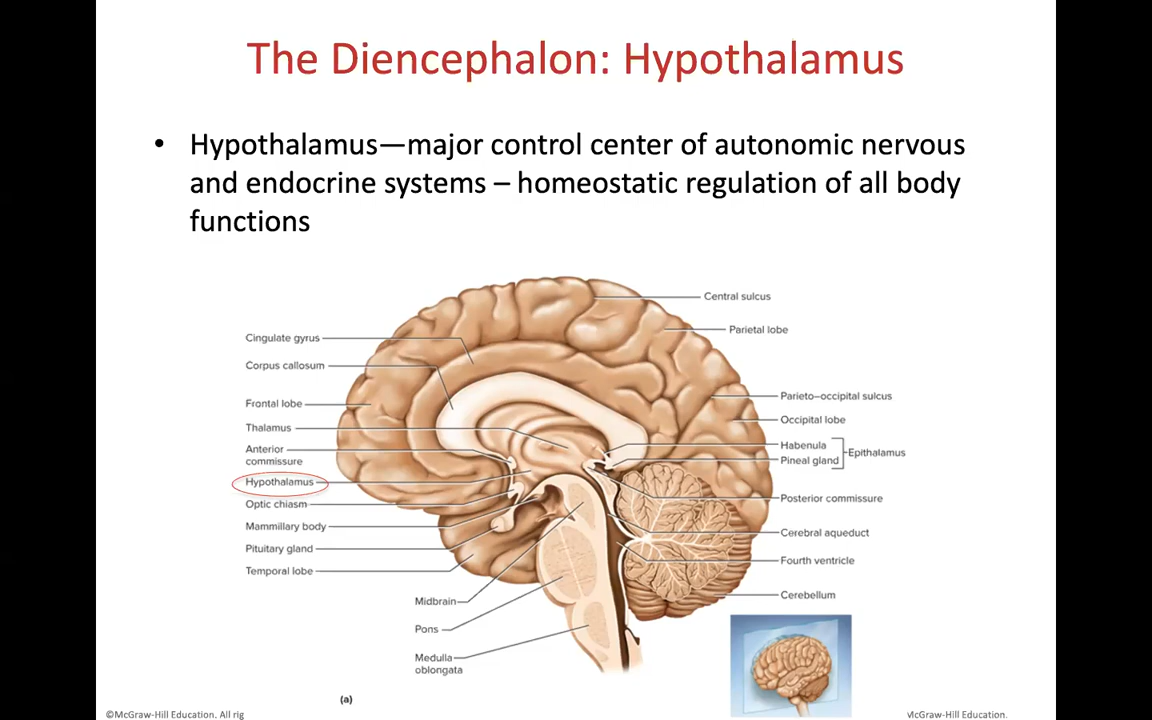 The Diencephalon: Hypothalamus
• Hypothalamus—major control center of autonomic nervous
and endocrine systems – homeostatic regulation of all body
functions
Central sulcus
Parietal lobe
Cingulate gyrus
Corpus callosum
Frontal lobe
Thalamus
Anterior
commissure
Hypothalamus
Optic chiasm
Mammillary body
Pituitary gland
Temporal lobe
Parieto–occipital sulcus
Occipital lobe
Habenula
Pineal gland
Epithalamus
Posterior commissure
Cerebral aqueduct
Fourth ventricle
Cerebellum
Midbrain
Pons
Medulla
oblongata
(a)
©McGraw-Hill Education. All rig
McGraw-Hill Education.